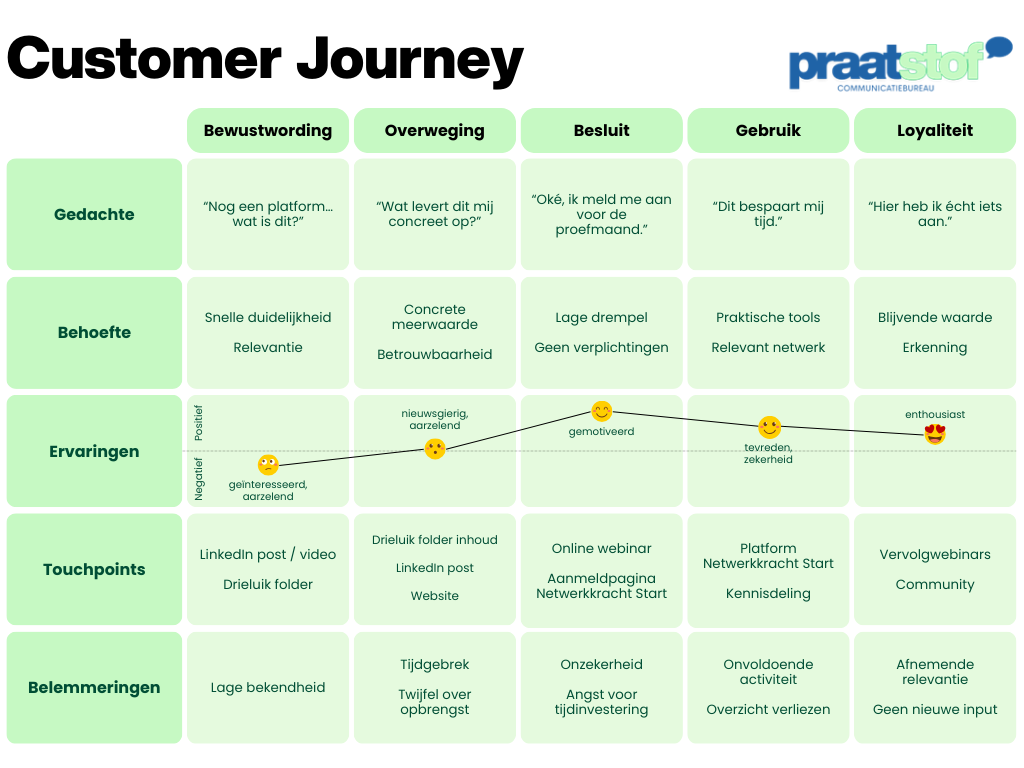 Customer Journey
praatstof
COMMUNICATIEBUREAU
Bewustwording
Overweging
Besluit
Gebruik
Loyaliteit
Gedachte
“Nog een platform…
wat is dit?”
“Wat levert dit mij
concreet op?”
“Oké, ik meld me aan
voor de
proefmaand.”
“Dit bespaart mij
tijd.”
“Hier heb ik écht iets
aan.”
Behoefte
Snelle duidelijkheid
Relevantie
Concrete
meerwaarde
Betrouwbaarheid
Lage drempel
Geen verplichtingen
Praktische tools
Relevant netwerk
Blijvende waarde
Erkenning
Ervaringen
Positief
Negatief
geïnteresseerd,
aarzelend
nieuwsgierig,
aarzelend
gemotiveerd
tevreden,
zekerheid
enthousiast
Touchpoints
LinkedIn post / video
Drieluik folder
Drieluik folder inhoud
LinkedIn post
Website
Online webinar
Aanmeldpagina
Netwerkkracht Start
Platform
Netwerkkracht Start
Kennisdeling
Vervolgwebinars
Community
Belemmeringen
Lage bekendheid
Tijdgebrek
Twijfel over
opbrengst
Onzekerheid
Angst voor
tijdinvestering
Onvoldoende
activiteit
Overzicht verliezen
Afnemende
relevantie
Geen nieuwe input